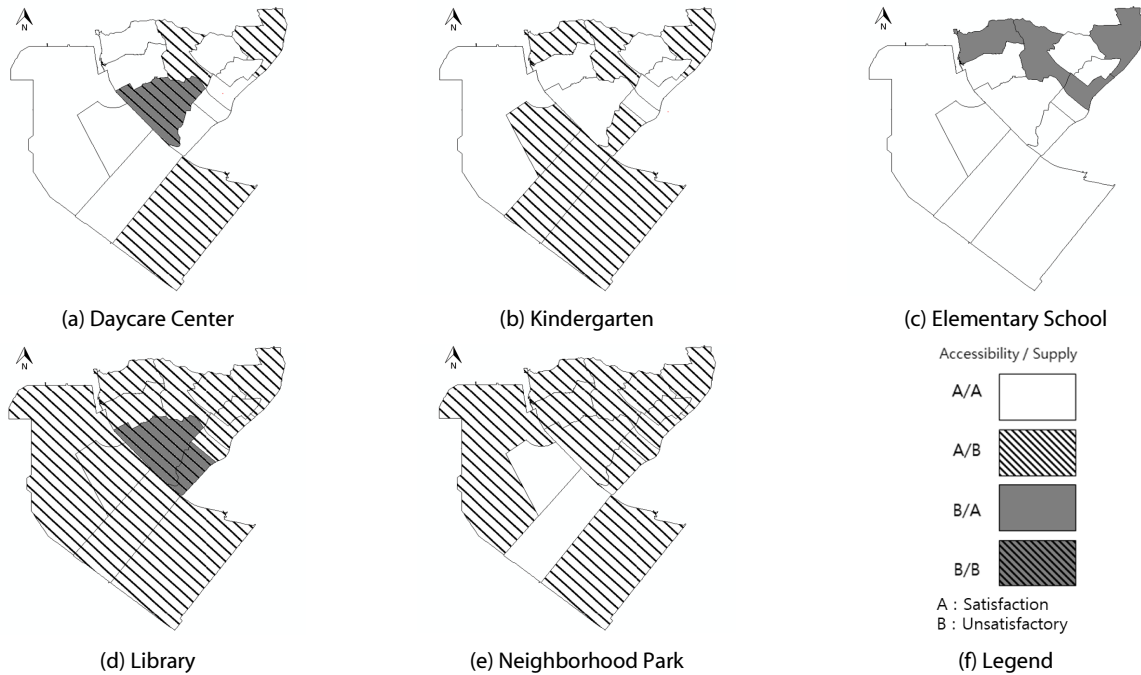 N
N
N
(a) Daycare Center
(b) Kindergarten
(c) Elementary School
N
N
Accessibility / Supply
A/A
A/B
B/A
B/B
A : Satisfaction
B : Unsatisfactory
(d) Library
(e) Neighborhood Park
(f) Legend